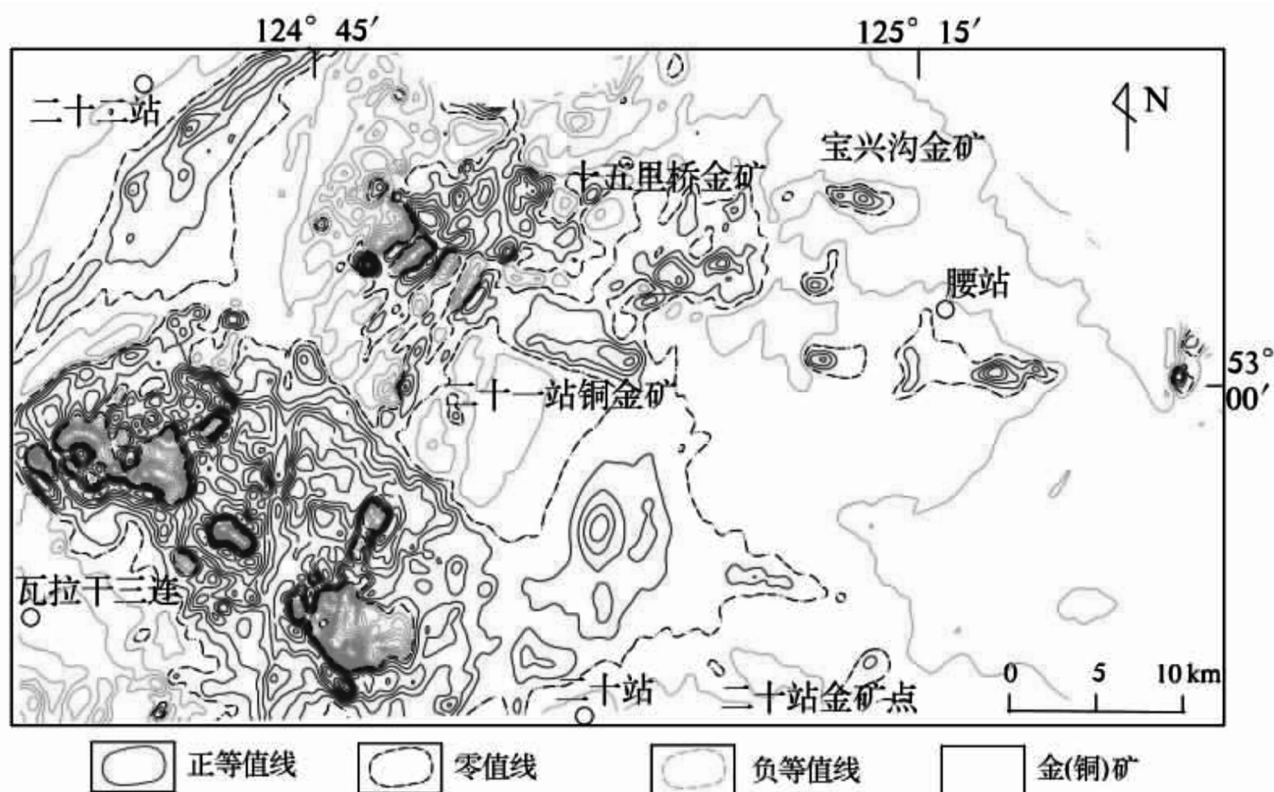 124° 45′
125° 15′
二十二站
N
宝兴沟金矿
十五里桥金矿
腰站
53°
00′
二十一站铜金矿
瓦拉干三连
二十站
二十站金矿点
0 5 10 km
正等值线
零值线
负等值线
金(铜)矿